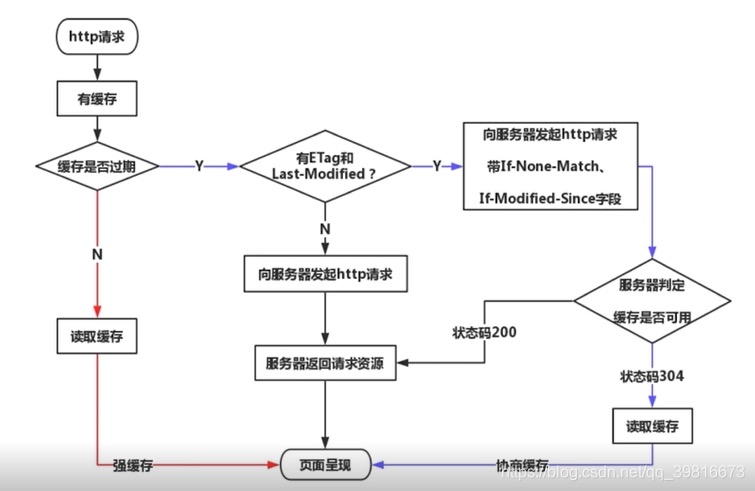 http请求
有缓存
缓存是否过期
Y
有ETag和
Last-Modified ?
Y
向服务器发起http请求
带If-None-Match、
If-Modified-Since字段
N
N
向服务器发起http请求
服务器判定
缓存是否可用
读取缓存
状态码200
服务器返回请求资源
状态码304
读取缓存
强缓存
页面呈现
协商缓存
https://blog.csdn.net/qq_39816673